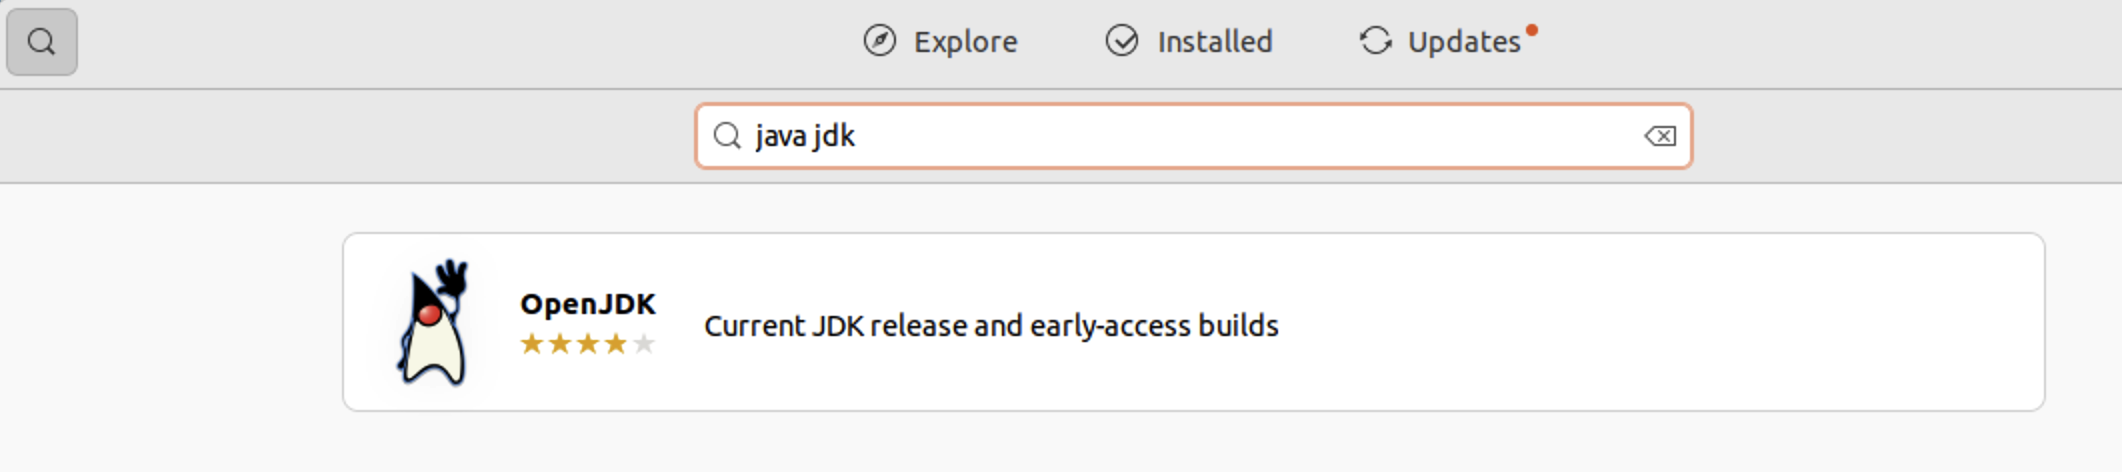 Explore Installed Updates
java jdk
OpenJDK
Current JDK release and early-access builds